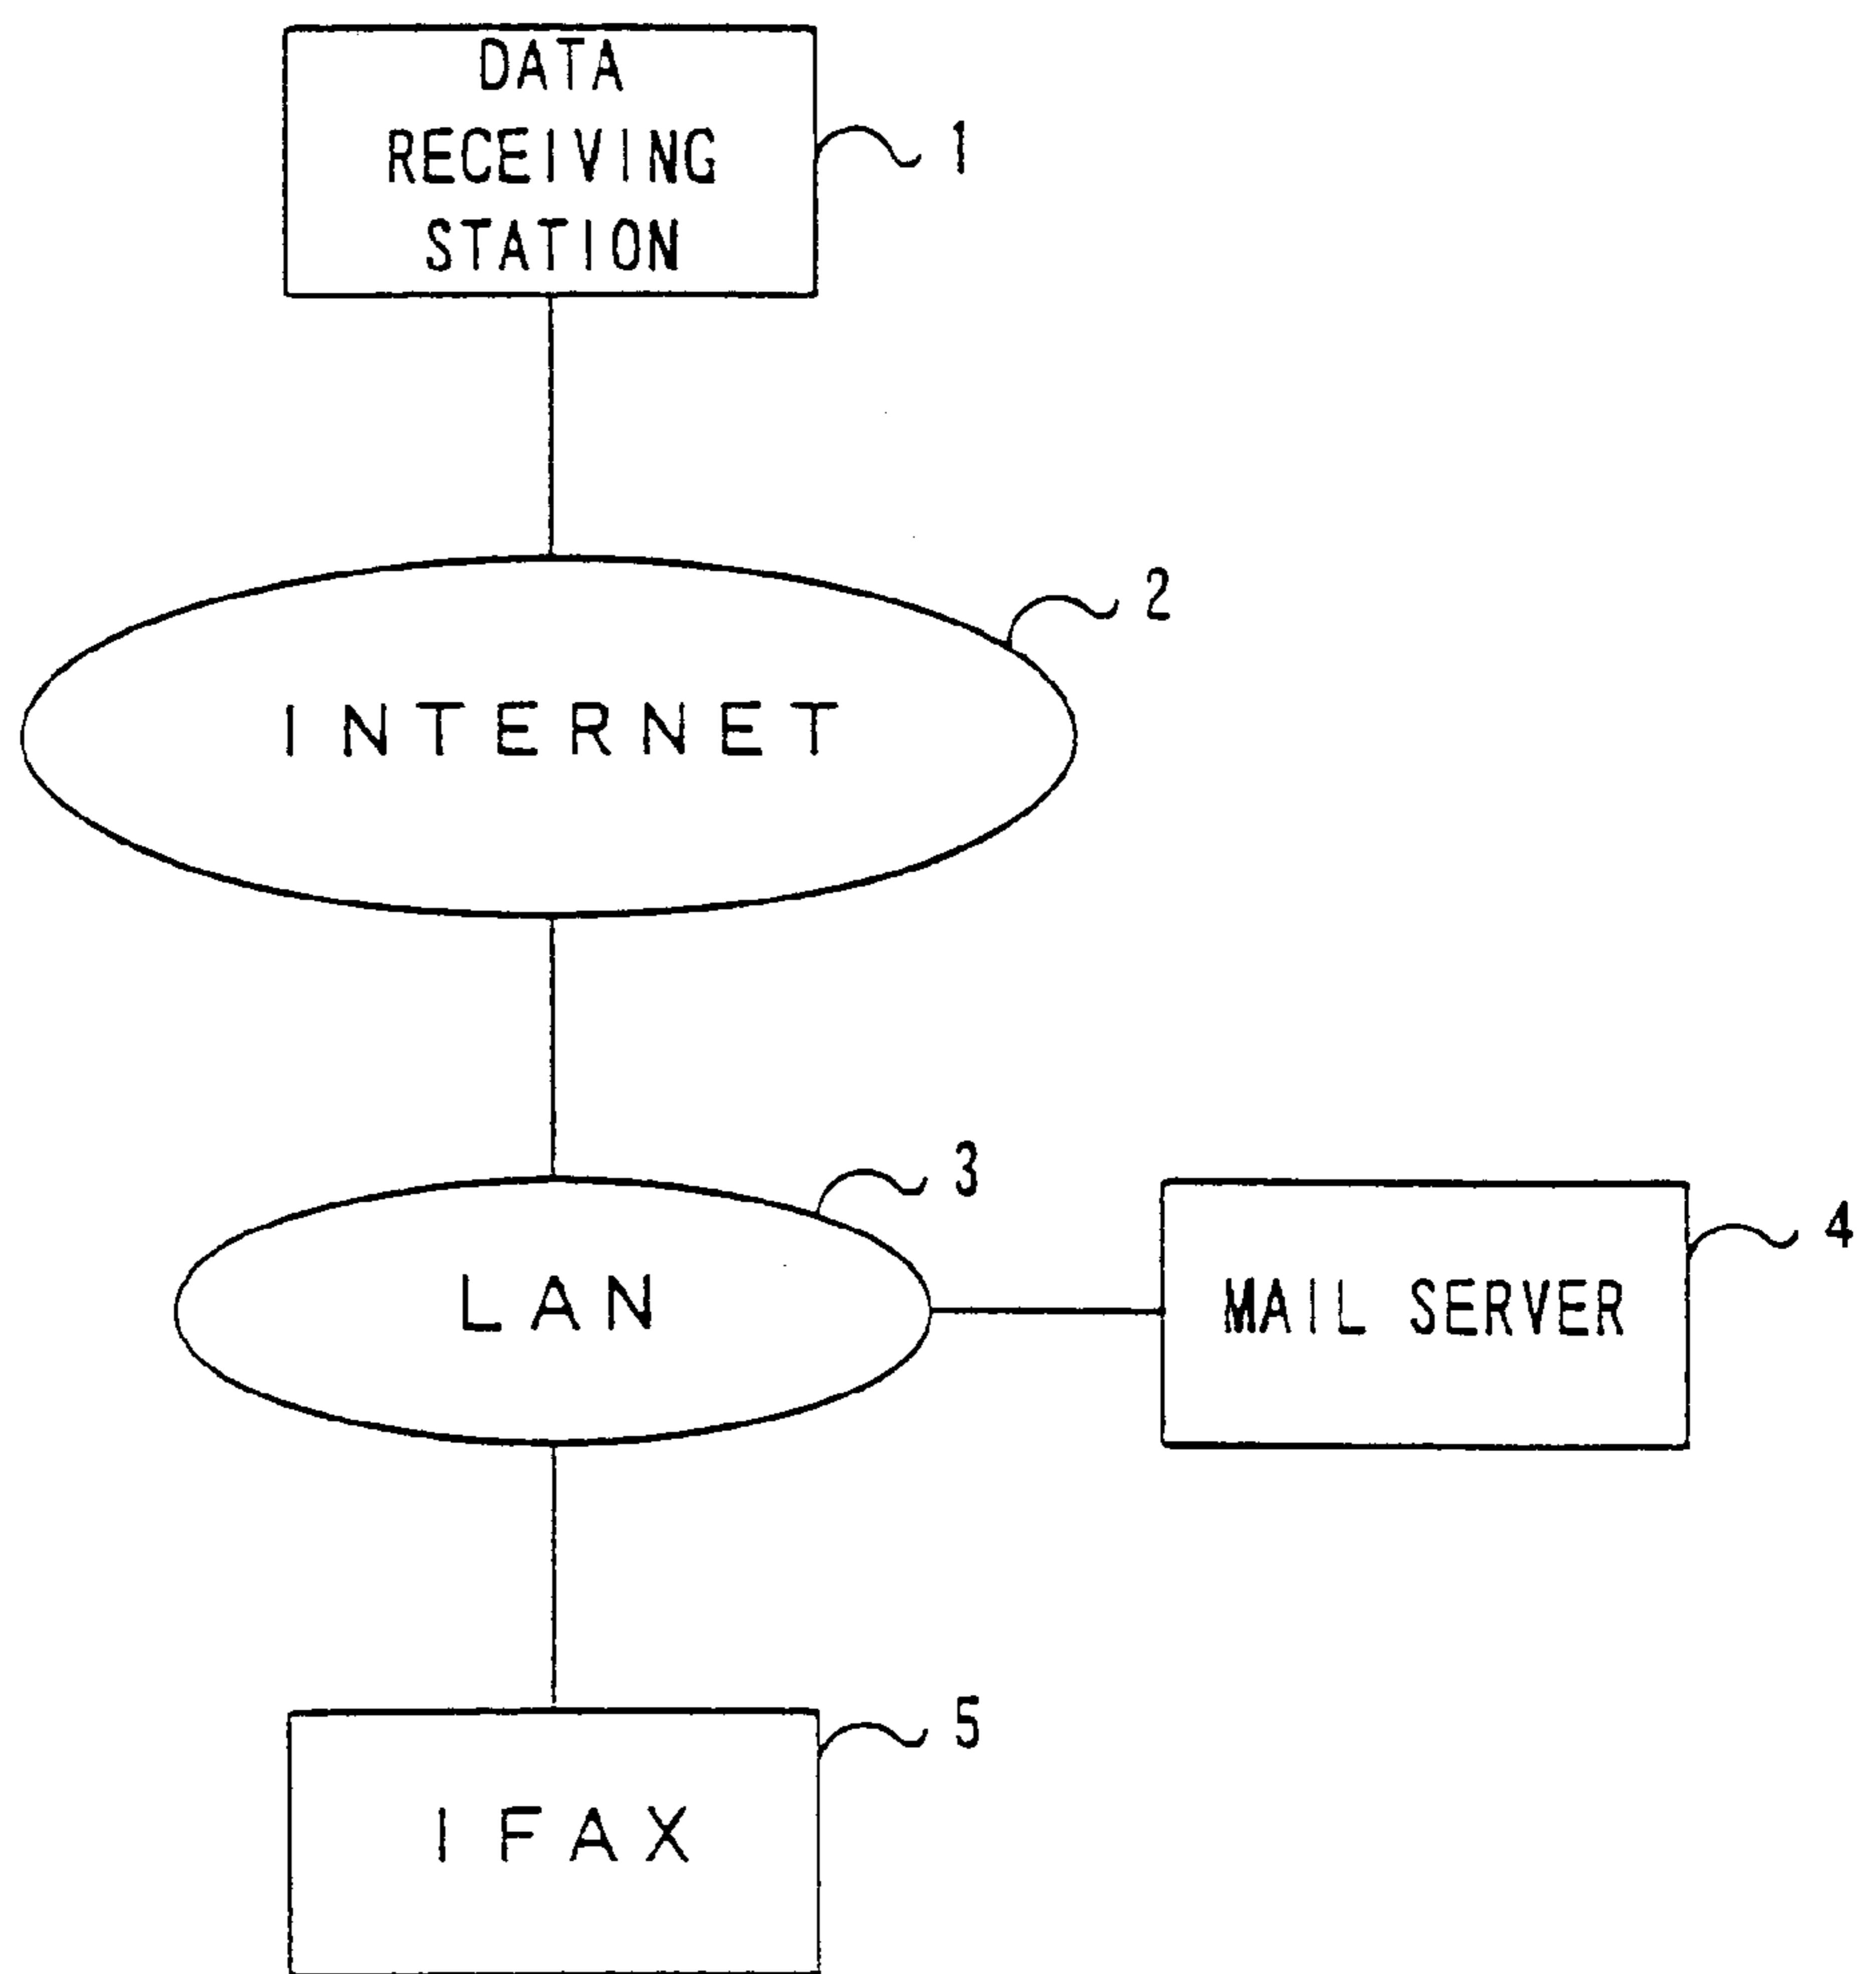 DATA
RECEIVING
STATION
1
2
INTERNET
3
LAN
4
MAIL SERVER
5
IFAX